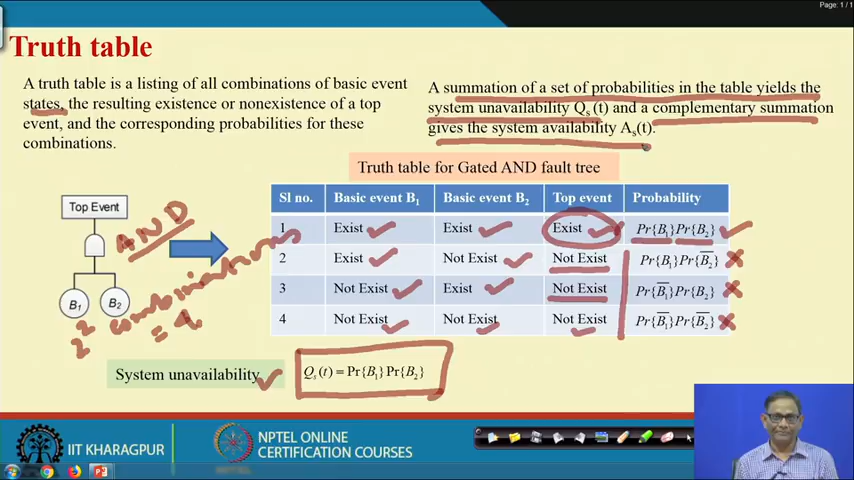 Page: 1 / 1
Truth table
A truth table is a listing of all combinations of basic event
states, the resulting existence or nonexistence of a top
event, and the corresponding probabilities for these
combinations.
A summation of a set of probabilities in the table yields the
system unavailability Qs (t) and a complementary summation
gives the system availability As(t).
Truth table for Gated AND fault tree
Sl no. Basic event B1 Basic event B2 Top event Probability
1 Exist Exist Exist Pr{B1}Pr{B2}
2 Exist Not Exist Not Exist Pr{B1}Pr{B̅2}
3 Not Exist Exist Not Exist Pr{B̅1}Pr{B2}
4 Not Exist Not Exist Not Exist Pr{B̅1}Pr{B̅2}
Top Event
B1 B2
AND
2² combinations
= 4
System unavailability
Qs(t) = Pr{B1}Pr{B2}
IIT KHARAGPUR
NPTEL ONLINE
CERTIFICATION COURSES